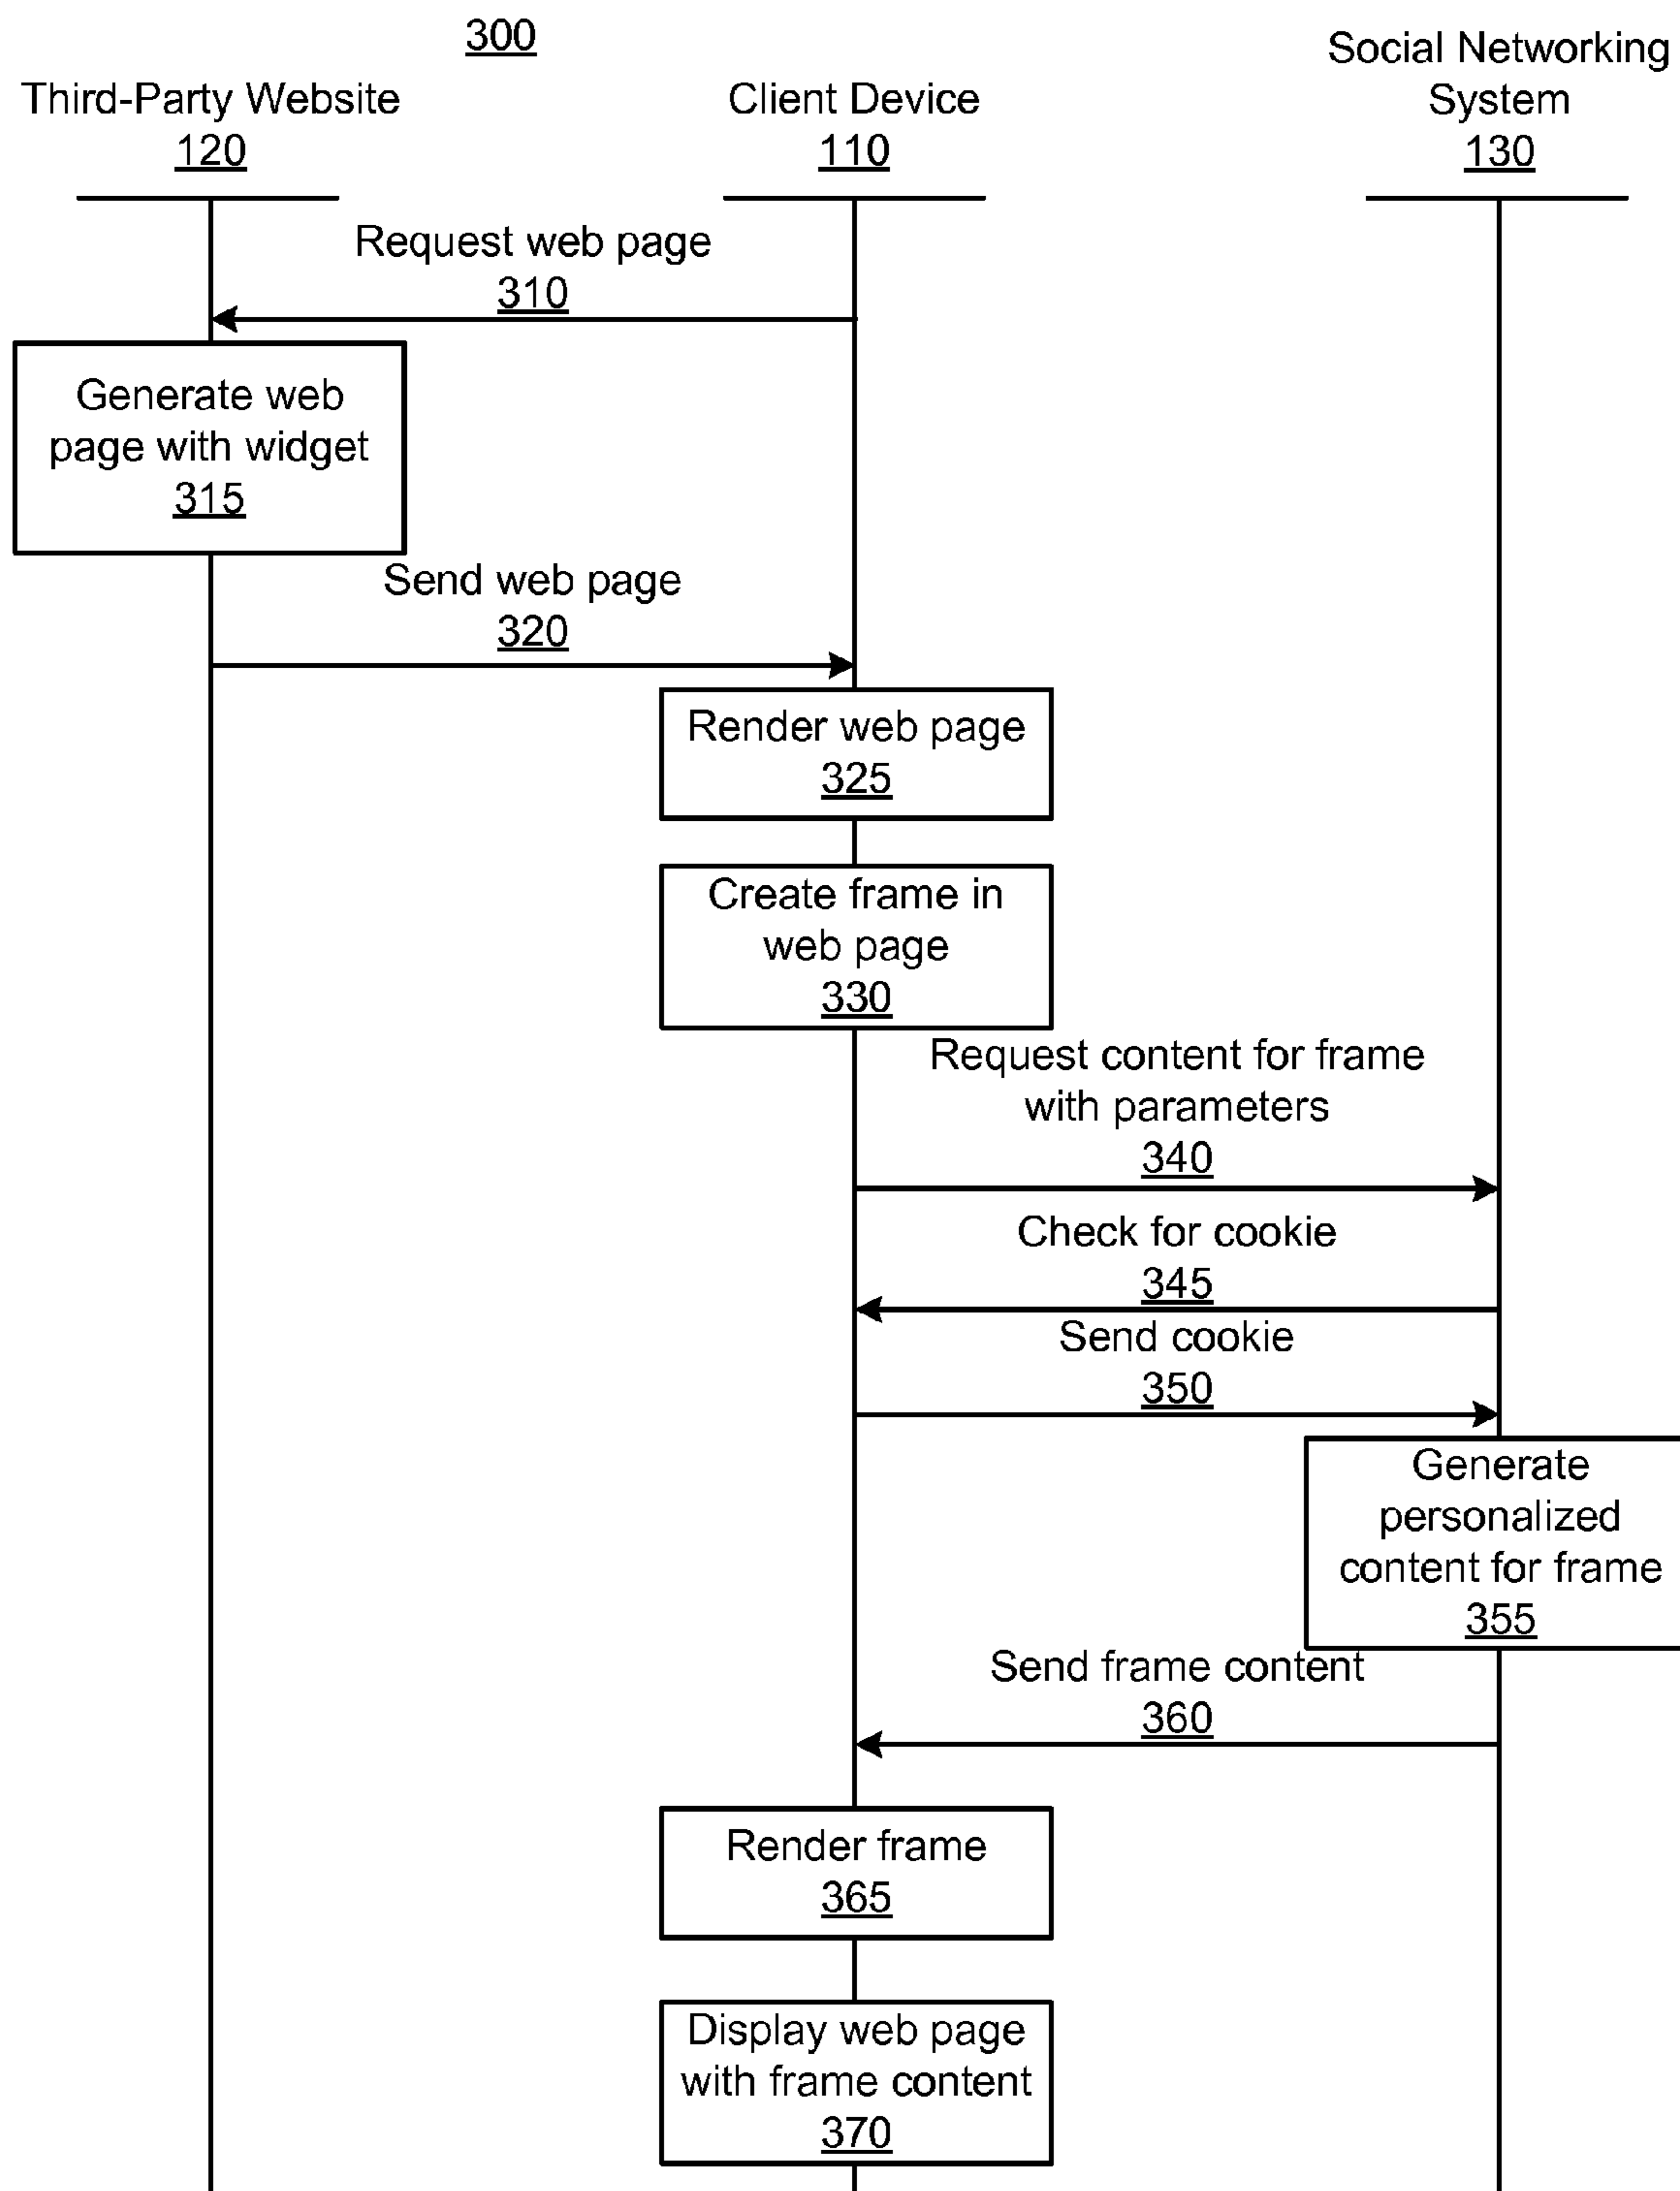 300
Third-Party Website
120
Client Device
110
Social Networking
System
130
Request web page
310
Generate web
page with widget
315
Send web page
320
Render web page
325
Create frame in
web page
330
Request content for frame
with parameters
340
Check for cookie
345
Send cookie
350
Generate
personalized
content for frame
355
Send frame content
360
Render frame
365
Display web page
with frame content
370